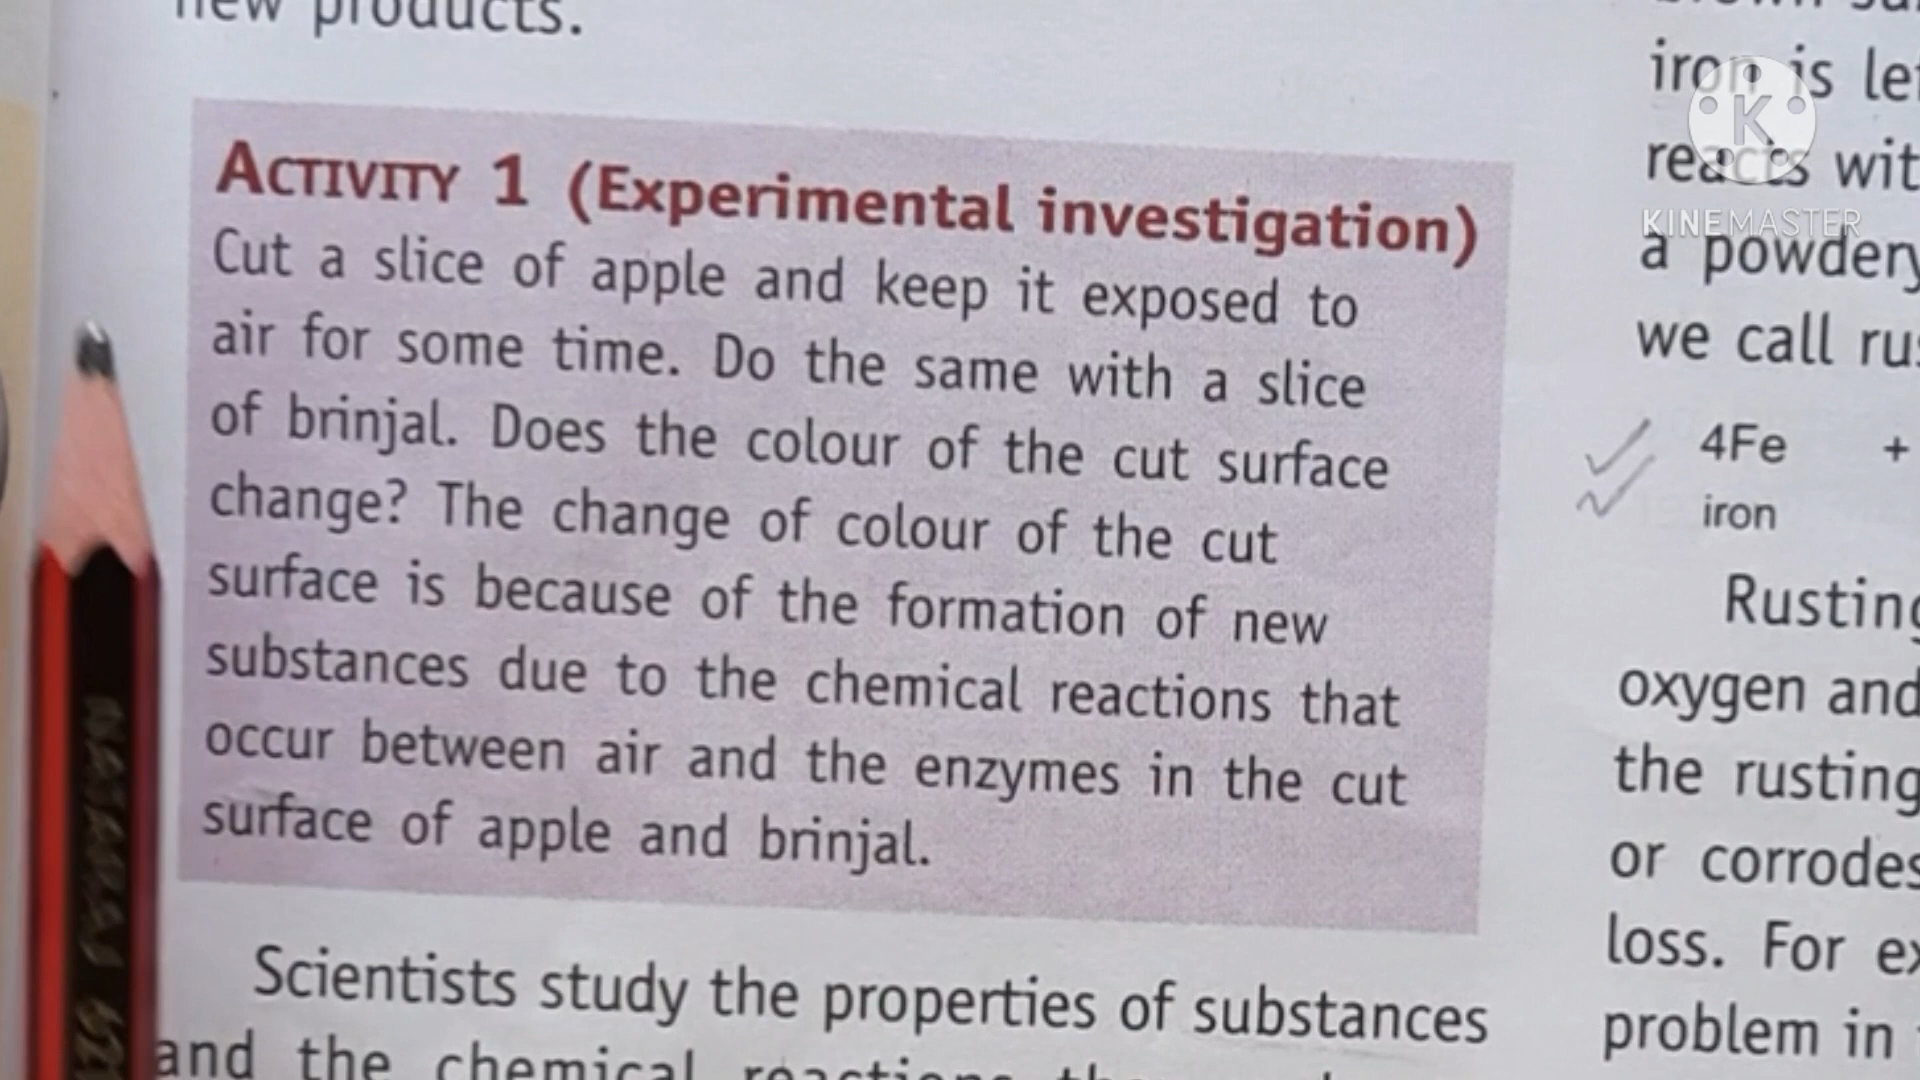 new products.
ACTIVITY 1 (Experimental investigation)
Cut a slice of apple and keep it exposed to
air for some time. Do the same with a slice
of brinjal. Does the colour of the cut surface
change? The change of colour of the cut
surface is because of the formation of new
substances due to the chemical reactions that
occur between air and the enzymes in the cut
surface of apple and brinjal.
Scientists study the properties of substances
and the chemical reactions
iron is
reacts
a powdery
we call
4Fe +
iron
Rusting
oxygen and
the rusting
or corrodes
loss. For
problem in
K
KINEMASTER